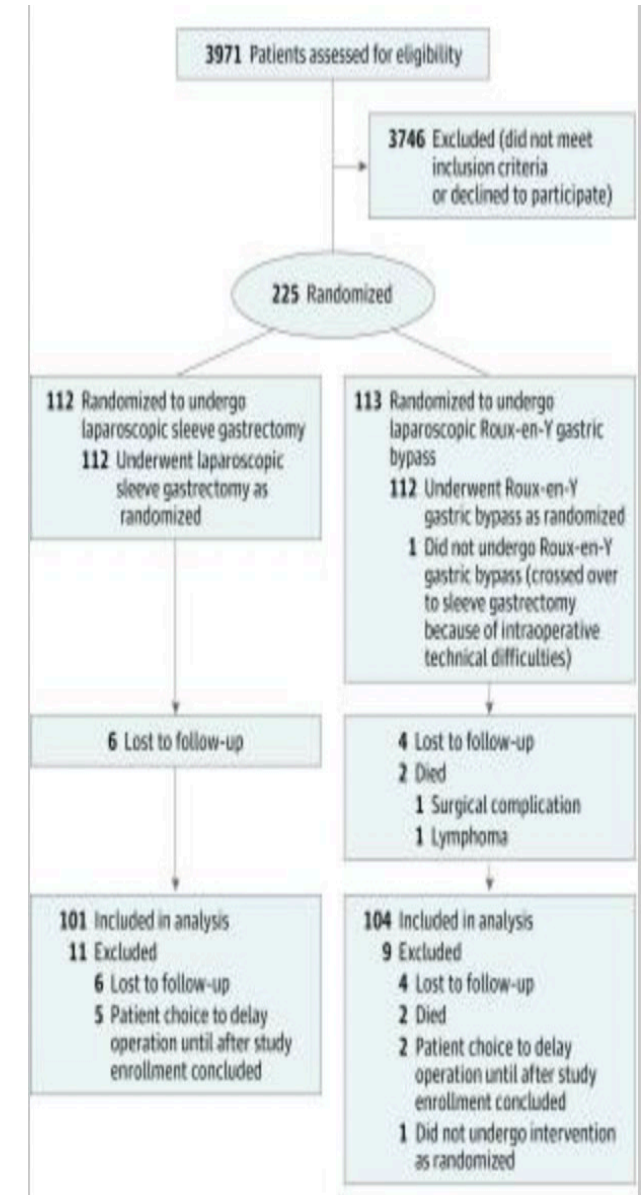 3971 Patients assessed for eligibility
3746 Excluded (did not meet
inclusion criteria
or declined to participate)
225 Randomized
112 Randomized to undergo
laparoscopic sleeve gastrectomy
112 Underwent laparoscopic
sleeve gastrectomy as
randomized
113 Randomized to undergo
laparoscopic Roux-en-Y gastric
bypass
112 Underwent Roux-en-Y
gastric bypass as randomized
1 Did not undergo Roux-en-Y
gastric bypass (crossed over
to sleeve gastrectomy
because of intraoperative
technical difficulties)
6 Lost to follow-up
4 Lost to follow-up
2 Died
1 Surgical complication
1 Lymphoma
101 Included in analysis
11 Excluded
6 Lost to follow-up
5 Patient choice to delay
operation until after study
enrollment concluded
104 Included in analysis
9 Excluded
4 Lost to follow-up
2 Died
2 Patient choice to delay
operation until after study
enrollment concluded
1 Did not undergo intervention
as randomized